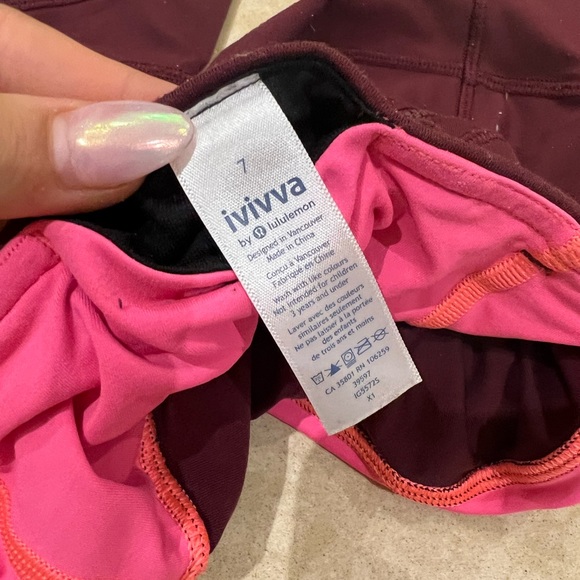 7
ivivva
by lululemon
Designed in Vancouver
Made in China
Conçu à Vancouver
Fabriqué en Chine
Wash with like colours
Not intended for children
3 years and under
Laver avec des couleurs
similaires seulement
Ne pas laisser à la portée
des enfants
de trois ans et moins
CA 35801 RN 106259
39597
IG5572S
X1